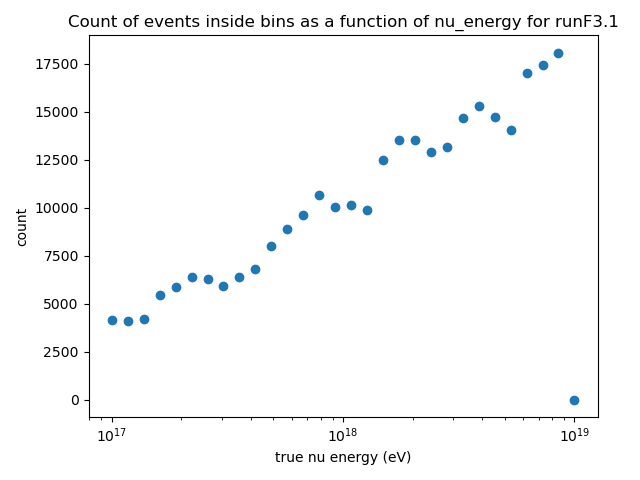 Count of events inside bins as a function of nu_energy for runF3.1
17500
15000
12500
10000
7500
5000
2500
0
count
10^17 10^18 10^19
true nu energy (eV)